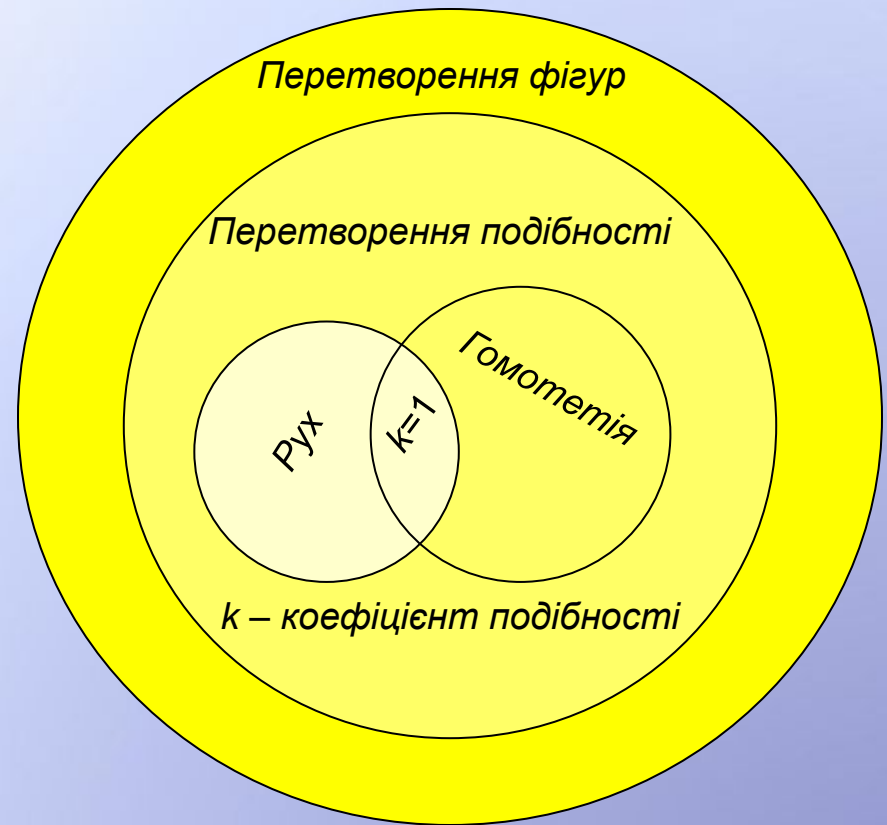 Перетворення фігур
Перетворення подібності
Гомотетія
Рух
k=1
k – коефіцієнт подібності